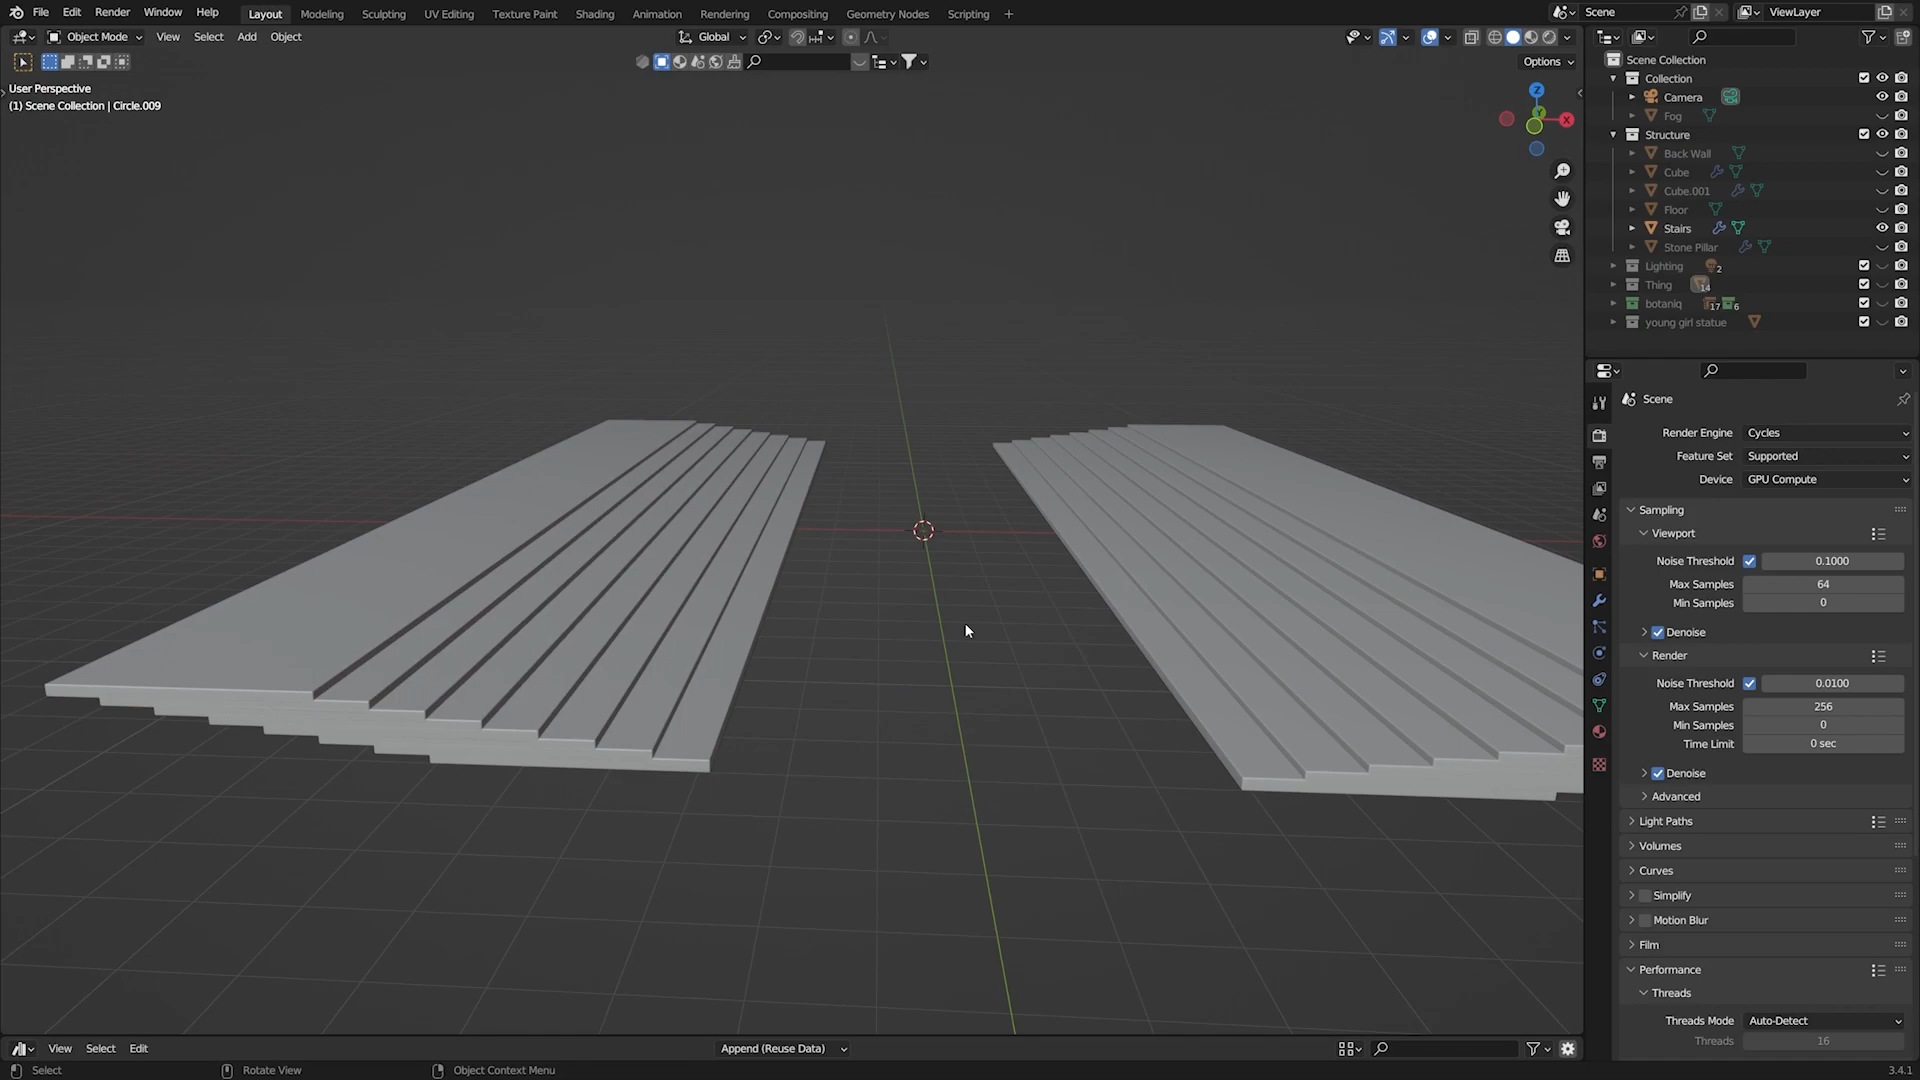 File Edit Render Window Help Layout Modeling Sculpting UV Editing Texture Paint Shading Animation Rendering Compositing Geometry Nodes Scripting + Scene ViewLayer
Object Mode View Select Add Object Global
Options
User Perspective
(1) Scene Collection | Circle.009
Z
X
Scene Collection
Collection
Camera
Fog
Structure
Back Wall
Cube
Cube.001
Floor
Stairs
Stone Pillar
Lighting 2
Thing 14
botaniq 17 6
young girl statue
Scene
Render Engine Cycles
Feature Set Supported
Device GPU Compute
Sampling
Viewport
Noise Threshold 0.1000
Max Samples 64
Min Samples 0
Denoise
Render
Noise Threshold 0.0100
Max Samples 256
Min Samples 0
Time Limit 0 sec
Denoise
Advanced
Light Paths
Volumes
Curves
Simplify
Motion Blur
Film
Performance
Threads
Threads Mode Auto-Detect
Threads 16
View Select Edit Append (Reuse Data)
Select Rotate View Object Context Menu 3.4.1